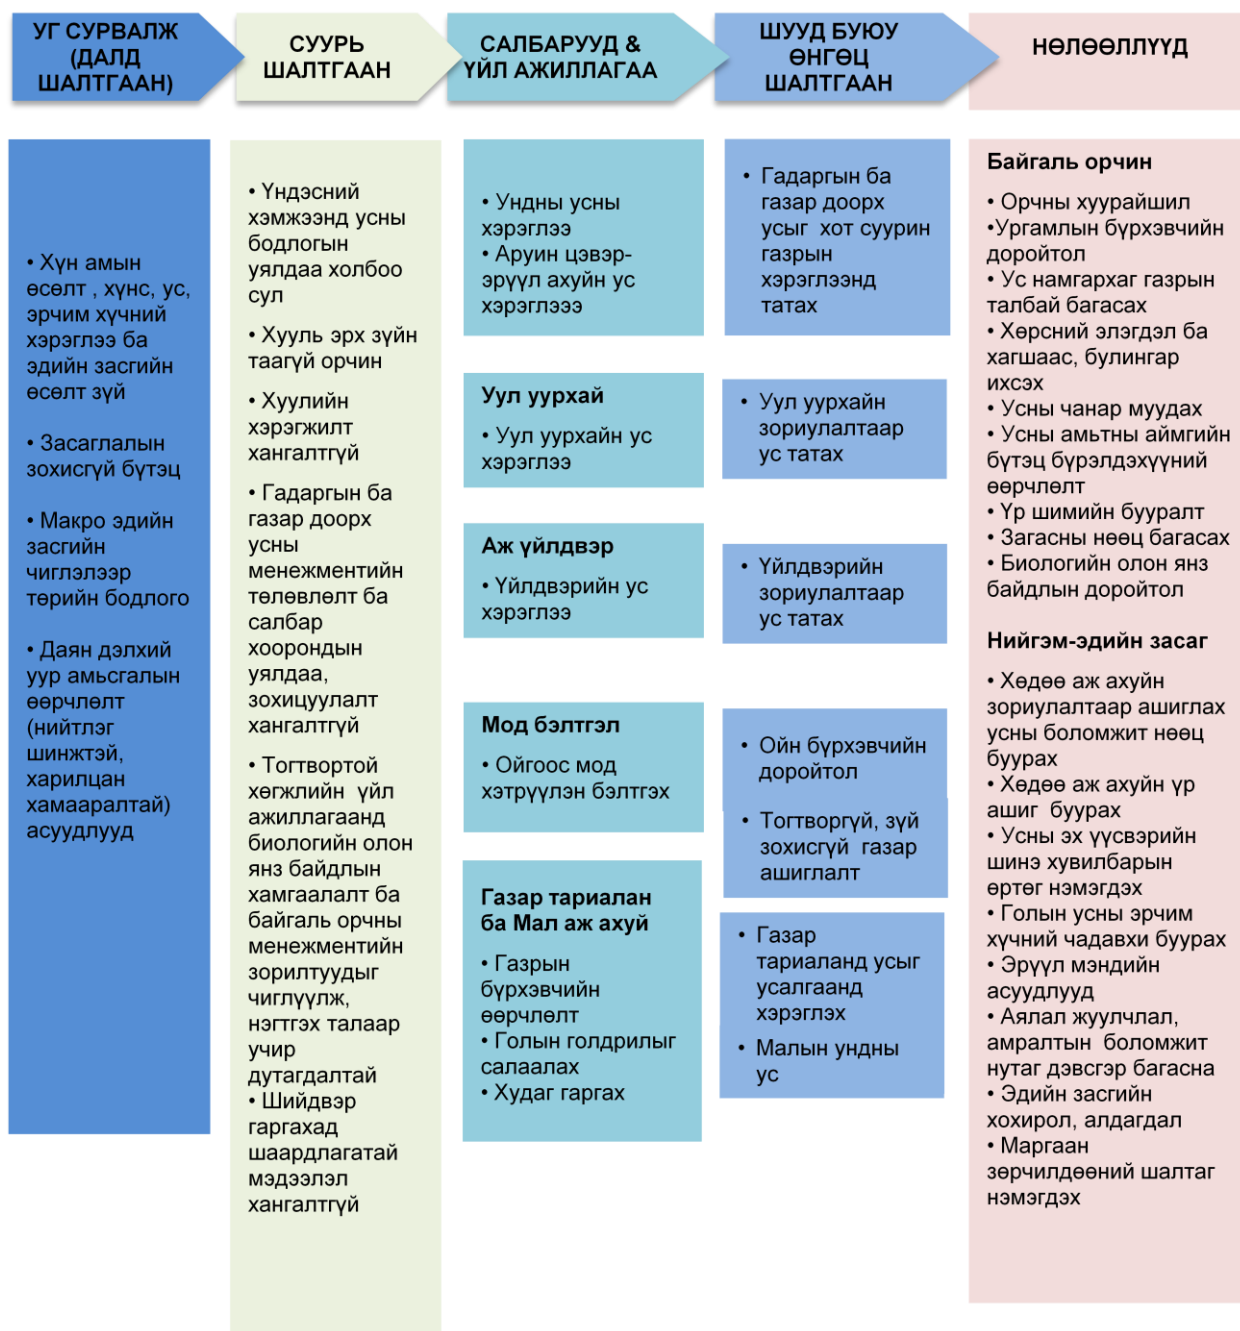 УГ СУРВАЛЖ
(ДАЛД
ШАЛТГААН)
СУУРЬ
ШАЛТГААН
САЛБАРУУД &
ҮЙЛ АЖИЛЛАГАА
ШУУД БУЮУ
ӨНГӨЦ
ШАЛТГААН
НӨЛӨӨЛЛҮҮД
• Хүн амын
өсөлт , хүнс, ус,
эрчим хүчний
хэрэглээ ба
эдийн засгийн
өсөлт зүй
• Засаглалын
зохисгүй бүтэц
• Макро эдийн
засгийн
чиглэлээр
төрийн бодлого
• Даян дэлхий
уур амьсгалын
өөрчлөлт
(нийтлэг
шинжтэй,
харилцан
хамааралтай)
асуудлууд
• Үндэсний
хэмжээнд усны
бодлогын
уялдаа холбоо
сул
• Хууль эрх зүйн
таагүй орчин
• Хуулийн
хэрэгжилт
хангалтгүй
• Гадаргын ба
газар доорх
усны
менежментийн
төлөвлөлт ба
салбар
хоорондын
уялдаа,
зохицуулалт
хангалтгүй
• Тогтвортой
хөгжлийн үйл
ажиллагаанд
биологийн олон
янз байдлын
хамгаалалт ба
байгаль орчны
менежментийн
зорилтуудыг
чиглүүлж,
нэгтгэх талаар
учир
дутагдалтай
• Шийдвэр
гаргахад
шаардлагатай
мэдээлэл
хангалтгүй
• Ундны усны
хэрэглээ
• Аруин цэвэр-
эрүүл ахуйн ус
хэрэглэээ
Уул уурхай
• Уул уурхайн ус
хэрэглээ
Аж үйлдвэр
• Үйлдвэрийн ус
хэрэглээ
Мод бэлтгэл
• Ойгоос мод
хэтрүүлэн бэлтгэх
Газар тариалан
ба Мал аж ахуй
• Газрын
бүрхэвчийн
өөрчлөлт
• Голын голдрилыг
салаалах
• Худаг гаргах
• Гадаргын ба
газар доорх
усыг хот суурин
газрын
хэрэглээнд
татах
• Уул уурхайн
зориулалтаар
ус татах
• Үйлдвэрийн
зориулалтаар
ус татах
• Ойн бүрхэвчийн
доройтол
• Тогтворгүй, зүй
зохисгүй газар
ашиглалт
• Газар
тариаланд усыг
усалгаанд
хэрэглэх
• Малын ундны
ус
Байгаль орчин
• Орчны хуурайшил
•Ургамлын бүрхэвчийн
доройтол
• Ус намгархаг газрын
талбай багасах
• Хөрсний элэгдэл ба
хагшаас, булингар
ихсэх
• Усны чанар муудах
• Усны амьтны аймгийн
бүтэц бүрэлдэхүүний
өөрчлөлт
• Үр шимийн бууралт
• Загасны нөөц багасах
• Биологийн олон янз
байдлын доройтол
Нийгэм-эдийн засаг
• Хөдөө аж ахуйн
зориулалтаар ашиглах
усны боломжит нөөц
буурах
• Хөдөө аж ахуйн үр
ашиг буурах
• Усны эх үүсвэрийн
шинэ хувилбарын
өртөг нэмэгдэх
• Голын усны эрчим
хүчний чадавхи буурах
• Эрүүл мэндийн
асуудлууд
• Аялал жуулчлал,
амралтын боломжит
нутаг дэвсгэр багасна
• Эдийн засгийн
хохирол, алдагдал
• Маргаан
зөрчилдөөний шалтаг
нэмэгдэх